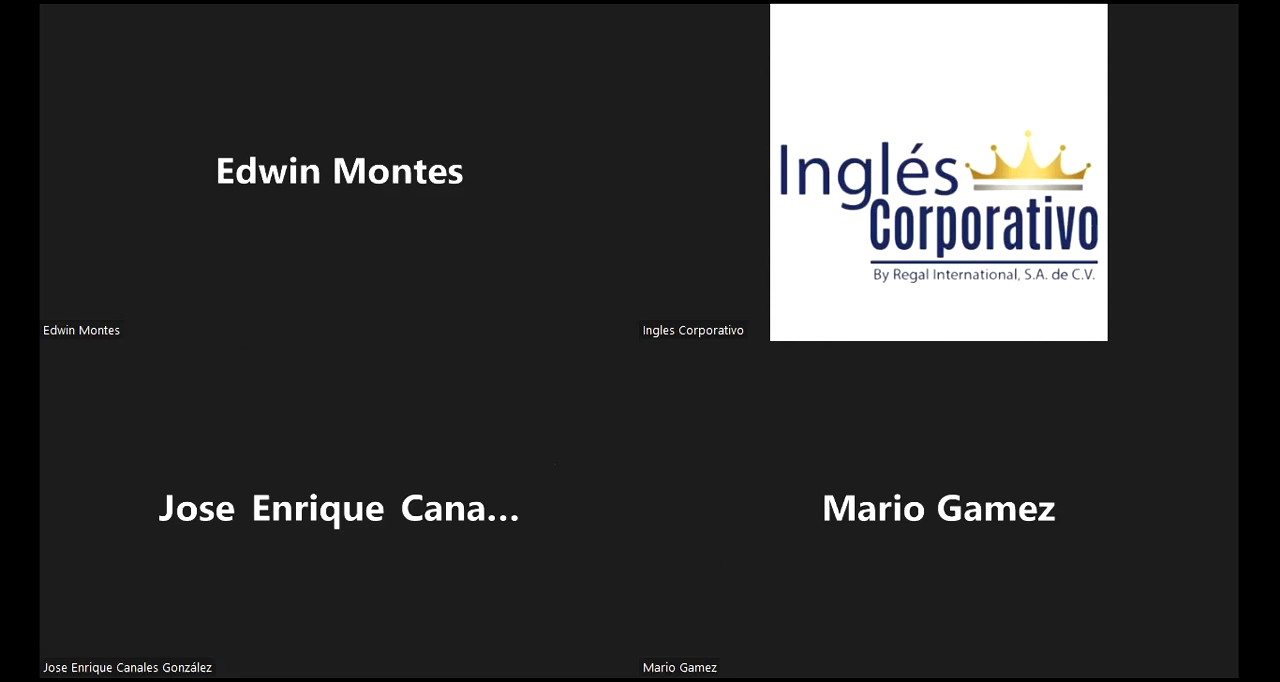 Edwin Montes
Edwin Montes
Inglés
Corporativo
By Regal International, S.A. de C.V.
Ingles Corporativo
Jose Enrique Cana...
Jose Enrique Canales González
Mario Gamez
Mario Gamez